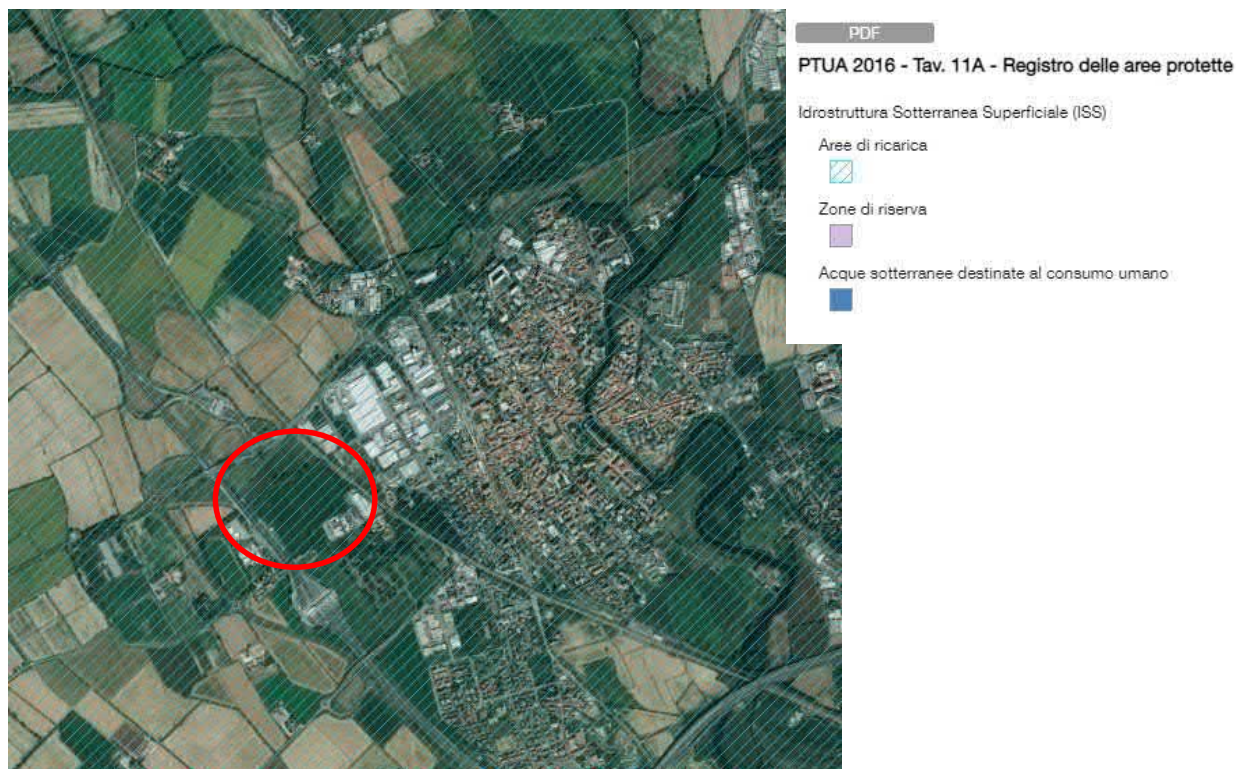 PDF
PTUA 2016 - Tav. 11A - Registro delle aree protette
Idrostruttura Sotterranea Superficiale (ISS)
Aree di ricarica
Zone di riserva
Acque sotterranee destinate al consumo umano